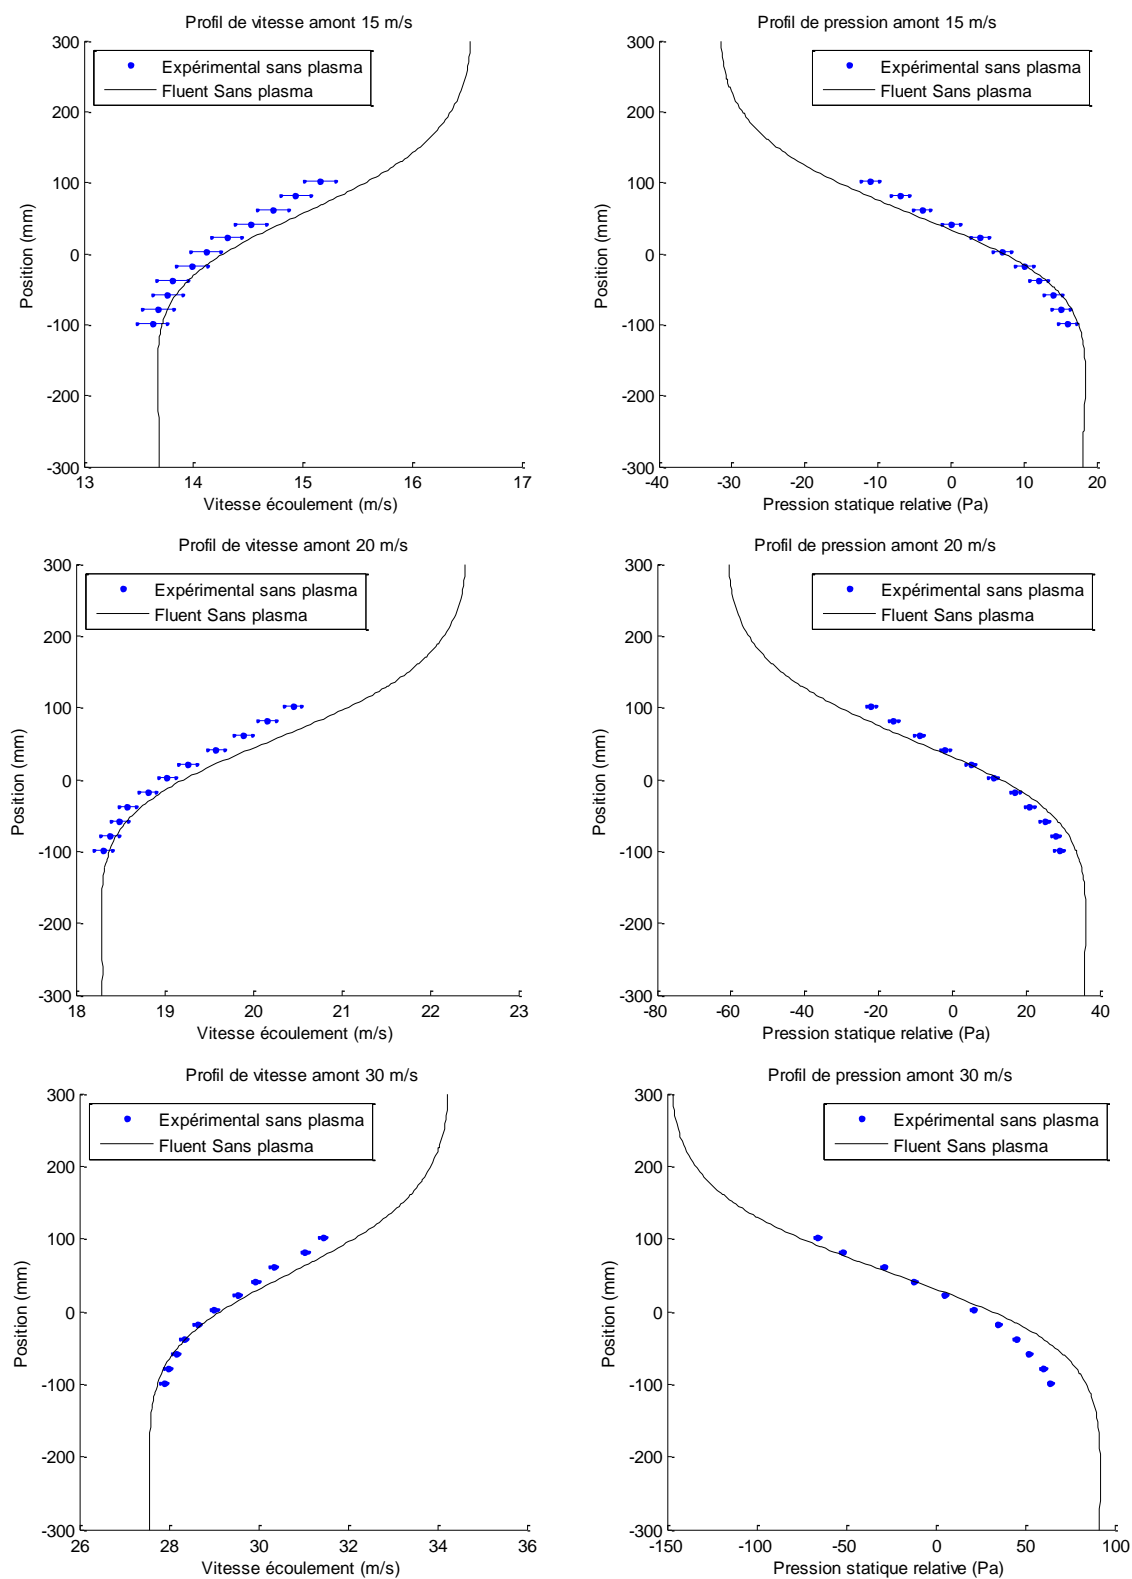 Profil de vitesse amont 15 m/s
300
200
100
0
-100
-200
-300
Position (mm)
Expérimental sans plasma
Fluent Sans plasma
13 14 15 16 17
Vitesse écoulement (m/s)
Profil de pression amont 15 m/s
300
200
100
0
-100
-200
-300
Position (mm)
Expérimental sans plasma
Fluent Sans plasma
-40 -30 -20 -10 0 10 20
Pression statique relative (Pa)
Profil de vitesse amont 20 m/s
300
200
100
0
-100
-200
-300
Position (mm)
Expérimental sans plasma
Fluent Sans plasma
18 19 20 21 22 23
Vitesse écoulement (m/s)
Profil de pression amont 20 m/s
300
200
100
0
-100
-200
-300
Position (mm)
Expérimental sans plasma
Fluent Sans plasma
-80 -60 -40 -20 0 20 40
Pression statique relative (Pa)
Profil de vitesse amont 30 m/s
300
200
100
0
-100
-200
-300
Position (mm)
Expérimental sans plasma
Fluent Sans plasma
26 28 30 32 34 36
Vitesse écoulement (m/s)
Profil de pression amont 30 m/s
300
200
100
0
-100
-200
-300
Position (mm)
Expérimental sans plasma
Fluent Sans plasma
-150 -100 -50 0 50 100
Pression statique relative (Pa)